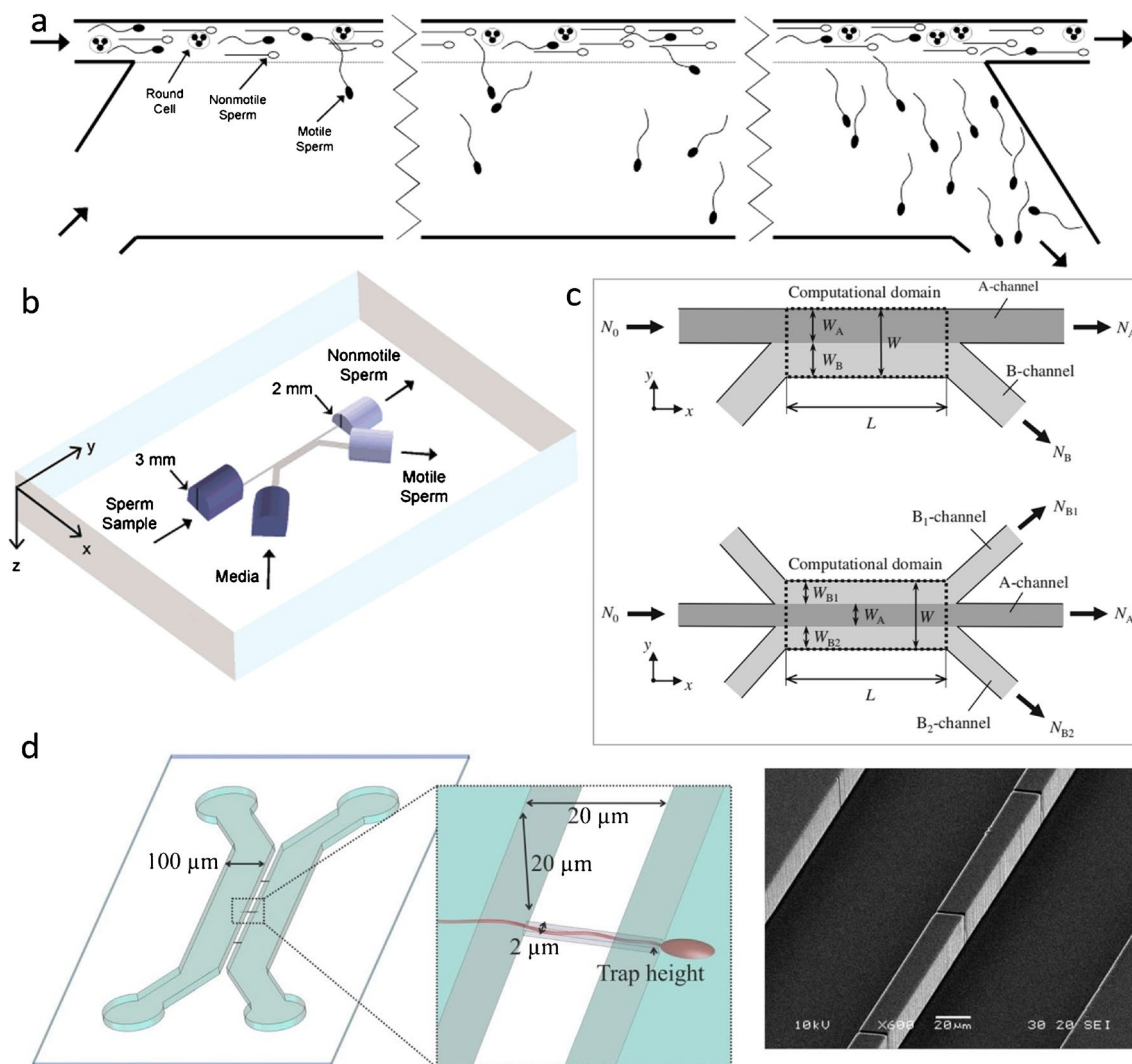 a
Round
Cell
Nonmotile
Sperm
Motile
Sperm
b
Nonmotile
Sperm
2 mm
3 mm
Motile
Sperm
Sperm
Sample
Media
y
x
z
c
Computational domain
A-channel
N0
WA
W
WB
NA
y
x
L
B-channel
NB
B1-channel
NB1
Computational domain
A-channel
N0
WB1
WA
W
WB2
NA
y
x
L
B2-channel
NB2
d
100 µm
20 µm
20 µm
2 µm
Trap height
10kV X600 20µm 30 20 SEI